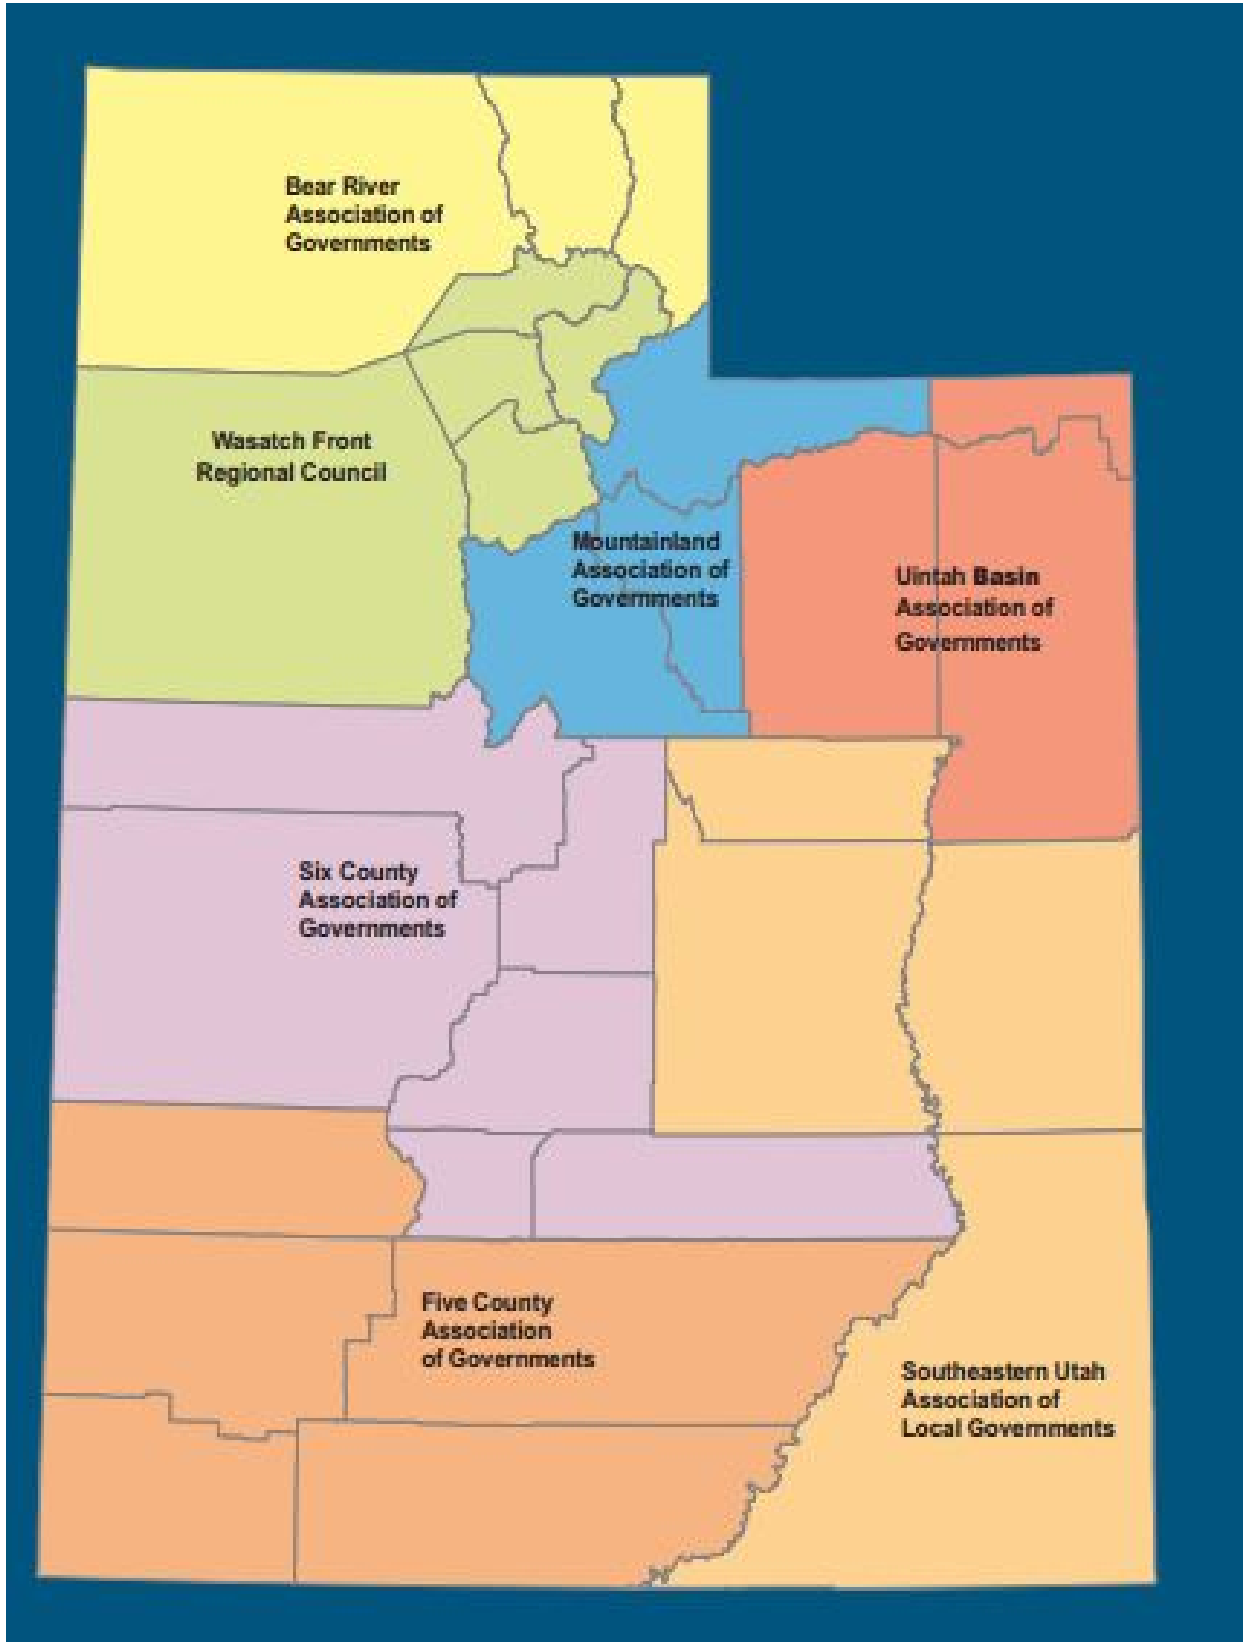 Bear River
Association of
Governments
Wasatch Front
Regional Council
Mountainland
Association of
Governments
Uintah Basin
Association of
Governments
Six County
Association of
Governments
Five County
Association
of Governments
Southeastern Utah
Association of
Local Governments